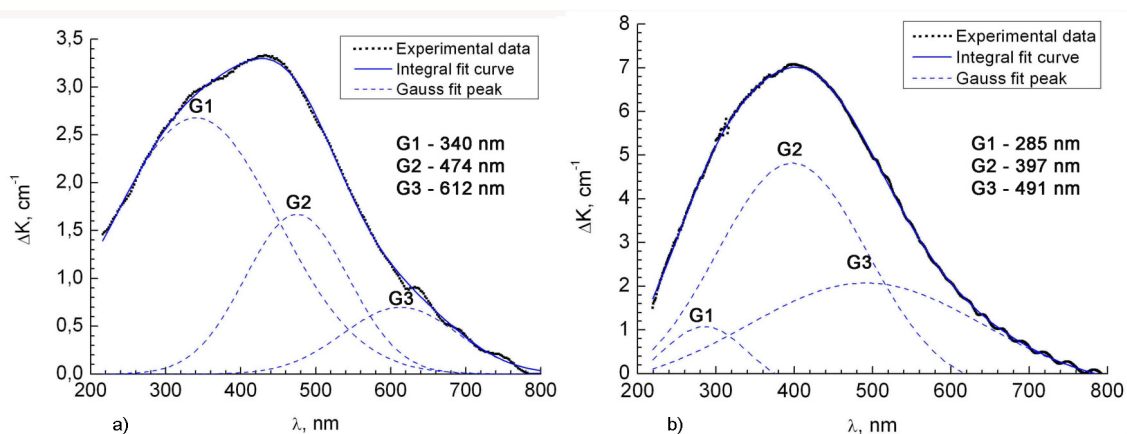 3,5
3,0
2,5
2,0
1,5
1,0
0,5
0,0
ΔK, cm-1
Experimental data
Integral fit curve
Gauss fit peak
G1
G2
G3
G1 - 340 nm
G2 - 474 nm
G3 - 612 nm
200 300 400 500 600 700 800
λ, nm
a)
8
7
6
5
4
3
2
1
0
ΔK, cm-1
Experimental data
Integral fit curve
Gauss fit peak
G1 - 285 nm
G2 - 397 nm
G3 - 491 nm
G2
G3
G1
200 300 400 500 600 700 800
λ, nm
b)